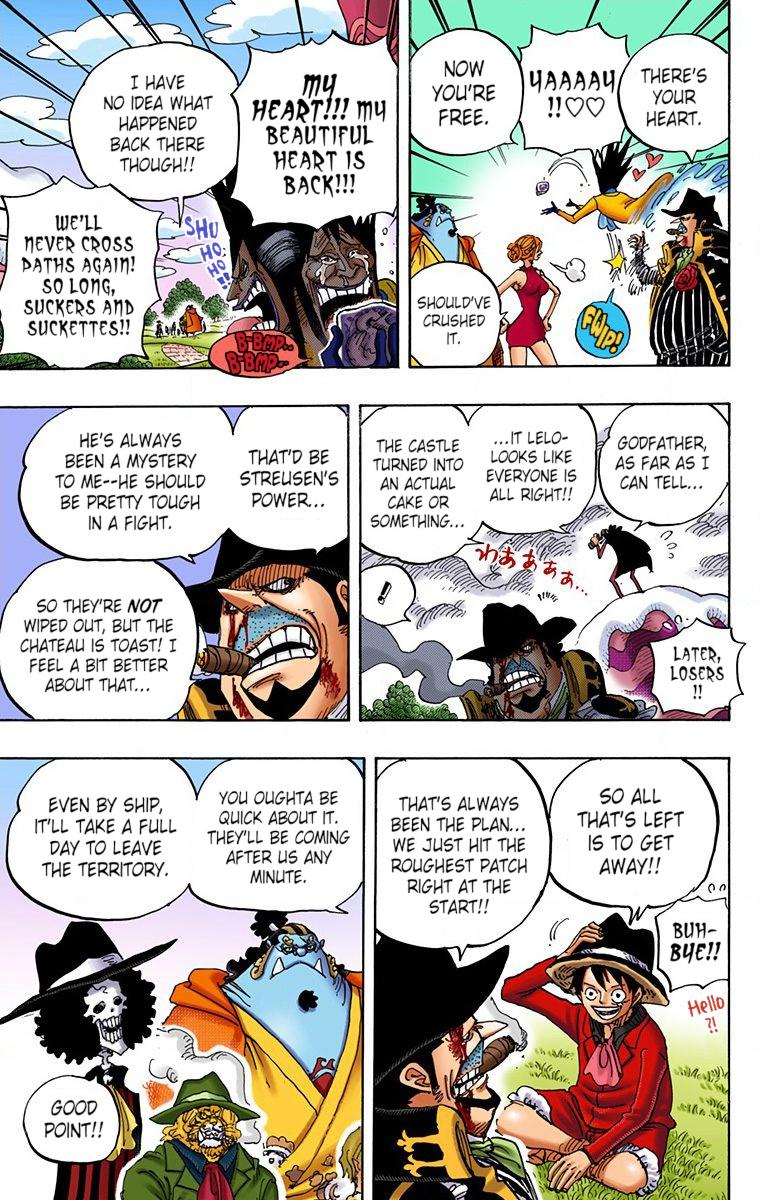 THERE'S
YOUR
HEART.
YAAAAY
!!♡♡
NOW
YOU'RE
FREE.
SHOULD'VE
CRUSHED
IT.
FWIP!
MY
HEART!!! MY
BEAUTIFUL
HEART IS
BACK!!!
I HAVE
NO IDEA WHAT
HAPPENED
BACK THERE
THOUGH!!
SHU
HO
HO
HO!!
B-BMP..
B-BMP..
WE'LL
NEVER CROSS
PATHS AGAIN!
SO LONG,
SUCKERS AND
SUCKETTES!!
GODFATHER,
AS FAR AS I
CAN TELL...
...IT LELO-
LOOKS LIKE
EVERYONE IS
ALL RIGHT!!
THE CASTLE
TURNED INTO
AN ACTUAL
CAKE OR
SOMETHING...
わぁぁぁぁ...
!
LATER,
LOSERS
!!
THAT'D BE
STREUSEN'S
POWER...
HE'S ALWAYS
BEEN A MYSTERY
TO ME--HE SHOULD
BE PRETTY TOUGH
IN A FIGHT.
SO THEY'RE NOT
WIPED OUT, BUT THE
CHATEAU IS TOAST! I
FEEL A BIT BETTER
ABOUT THAT...
SO ALL
THAT'S LEFT
IS TO GET
AWAY!!
THAT'S ALWAYS
BEEN THE PLAN...
WE JUST HIT THE
ROUGHEST PATCH
RIGHT AT THE
START!!
BUH-
BYE!!
Hello
?!
YOU OUGHTA BE
QUICK ABOUT IT.
THEY'LL BE COMING
AFTER US ANY
MINUTE.
EVEN BY SHIP,
IT'LL TAKE A FULL
DAY TO LEAVE
THE TERRITORY.
GOOD
POINT!!